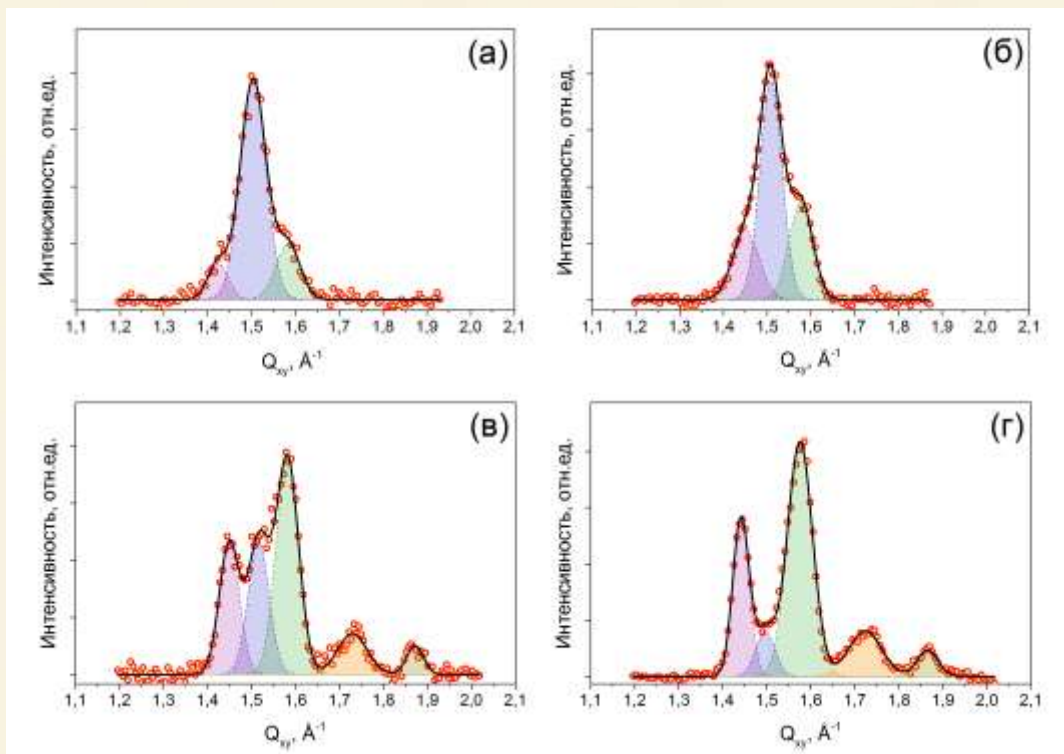 (а)
Интенсивность, отн.ед.
1,1 1,2 1,3 1,4 1,5 1,6 1,7 1,8 1,9 2,0 2,1
Qxy, Å-1
(б)
Интенсивность, отн.ед.
1,1 1,2 1,3 1,4 1,5 1,6 1,7 1,8 1,9 2,0 2,1
Qxy, Å-1
(в)
Интенсивность, отн.ед.
1,1 1,2 1,3 1,4 1,5 1,6 1,7 1,8 1,9 2,0 2,1
Qxy, Å-1
(г)
Интенсивность, отн.ед.
1,1 1,2 1,3 1,4 1,5 1,6 1,7 1,8 1,9 2,0 2,1
Qxy, Å-1